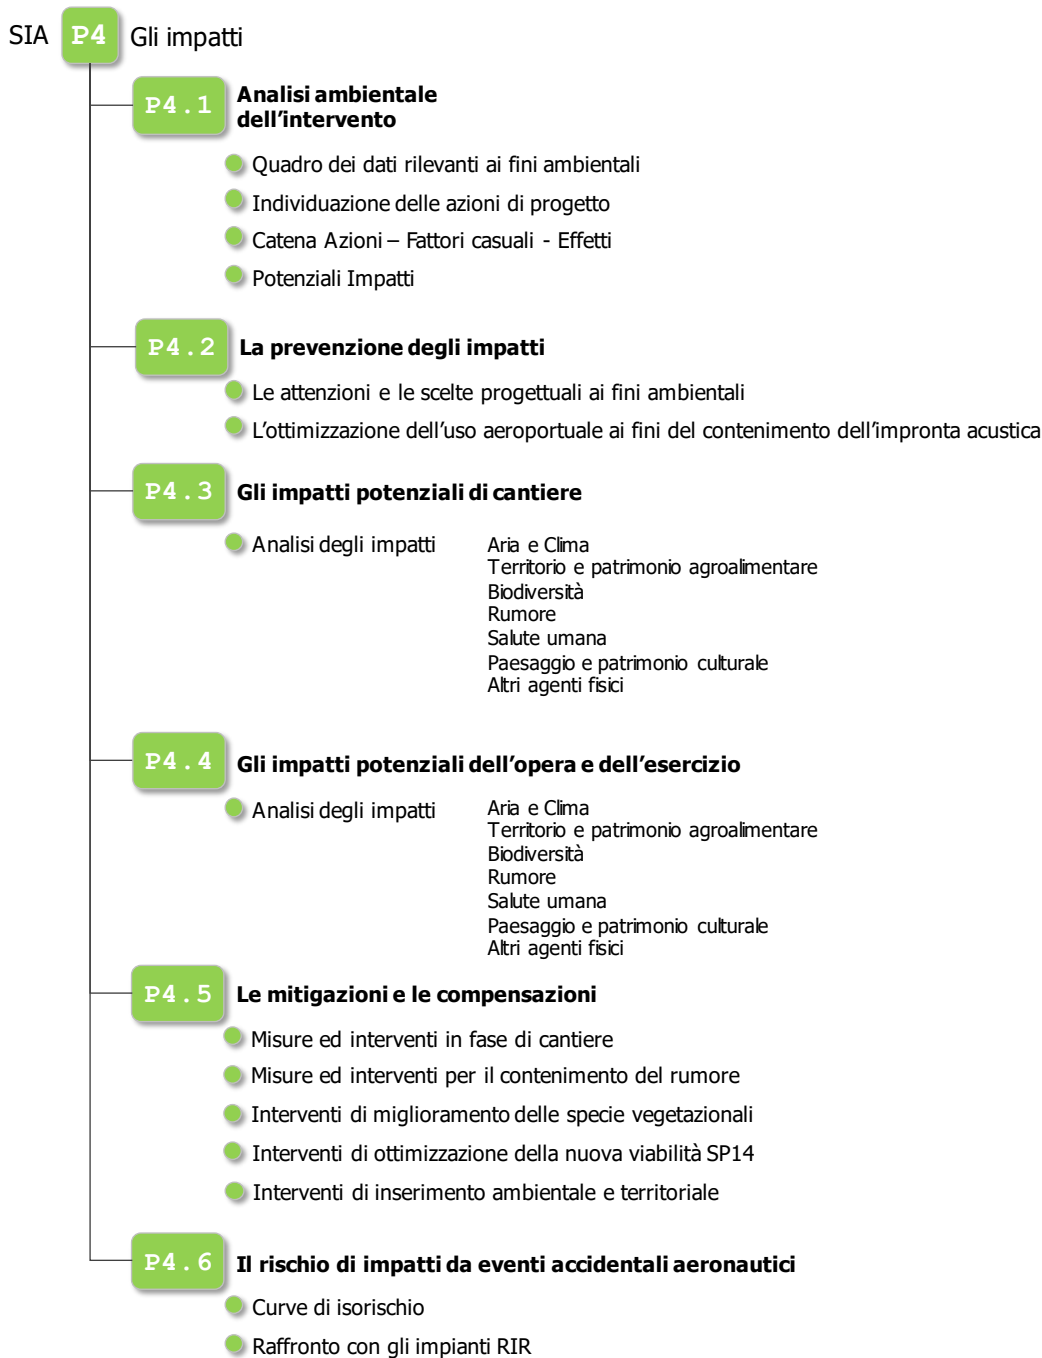 SIA P4 Gli impatti
P4.1 Analisi ambientale
dell'intervento
Quadro dei dati rilevanti ai fini ambientali
Individuazione delle azioni di progetto
Catena Azioni – Fattori casuali - Effetti
Potenziali Impatti
P4.2 La prevenzione degli impatti
Le attenzioni e le scelte progettuali ai fini ambientali
L'ottimizzazione dell'uso aeroportuale ai fini del contenimento dell'impronta acustica
P4.3 Gli impatti potenziali di cantiere
Analisi degli impatti Aria e Clima
Territorio e patrimonio agroalimentare
Biodiversità
Rumore
Salute umana
Paesaggio e patrimonio culturale
Altri agenti fisici
P4.4 Gli impatti potenziali dell'opera e dell'esercizio
Analisi degli impatti Aria e Clima
Territorio e patrimonio agroalimentare
Biodiversità
Rumore
Salute umana
Paesaggio e patrimonio culturale
Altri agenti fisici
P4.5 Le mitigazioni e le compensazioni
Misure ed interventi in fase di cantiere
Misure ed interventi per il contenimento del rumore
Interventi di miglioramento delle specie vegetazionali
Interventi di ottimizzazione della nuova viabilità SP14
Interventi di inserimento ambientale e territoriale
P4.6 Il rischio di impatti da eventi accidentali aeronautici
Curve di isorischio
Raffronto con gli impianti RIR